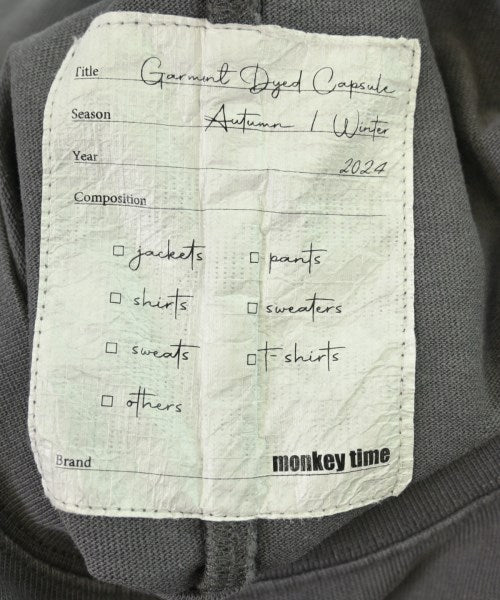 Title Garment Dyed Capsule
Season Autumn / Winter
Year 2024
Composition
☐ jackets ☐ pants
☐ shirts ☐ sweaters
☐ sweats ☐ T-shirts
☐ others
Brand monkey time